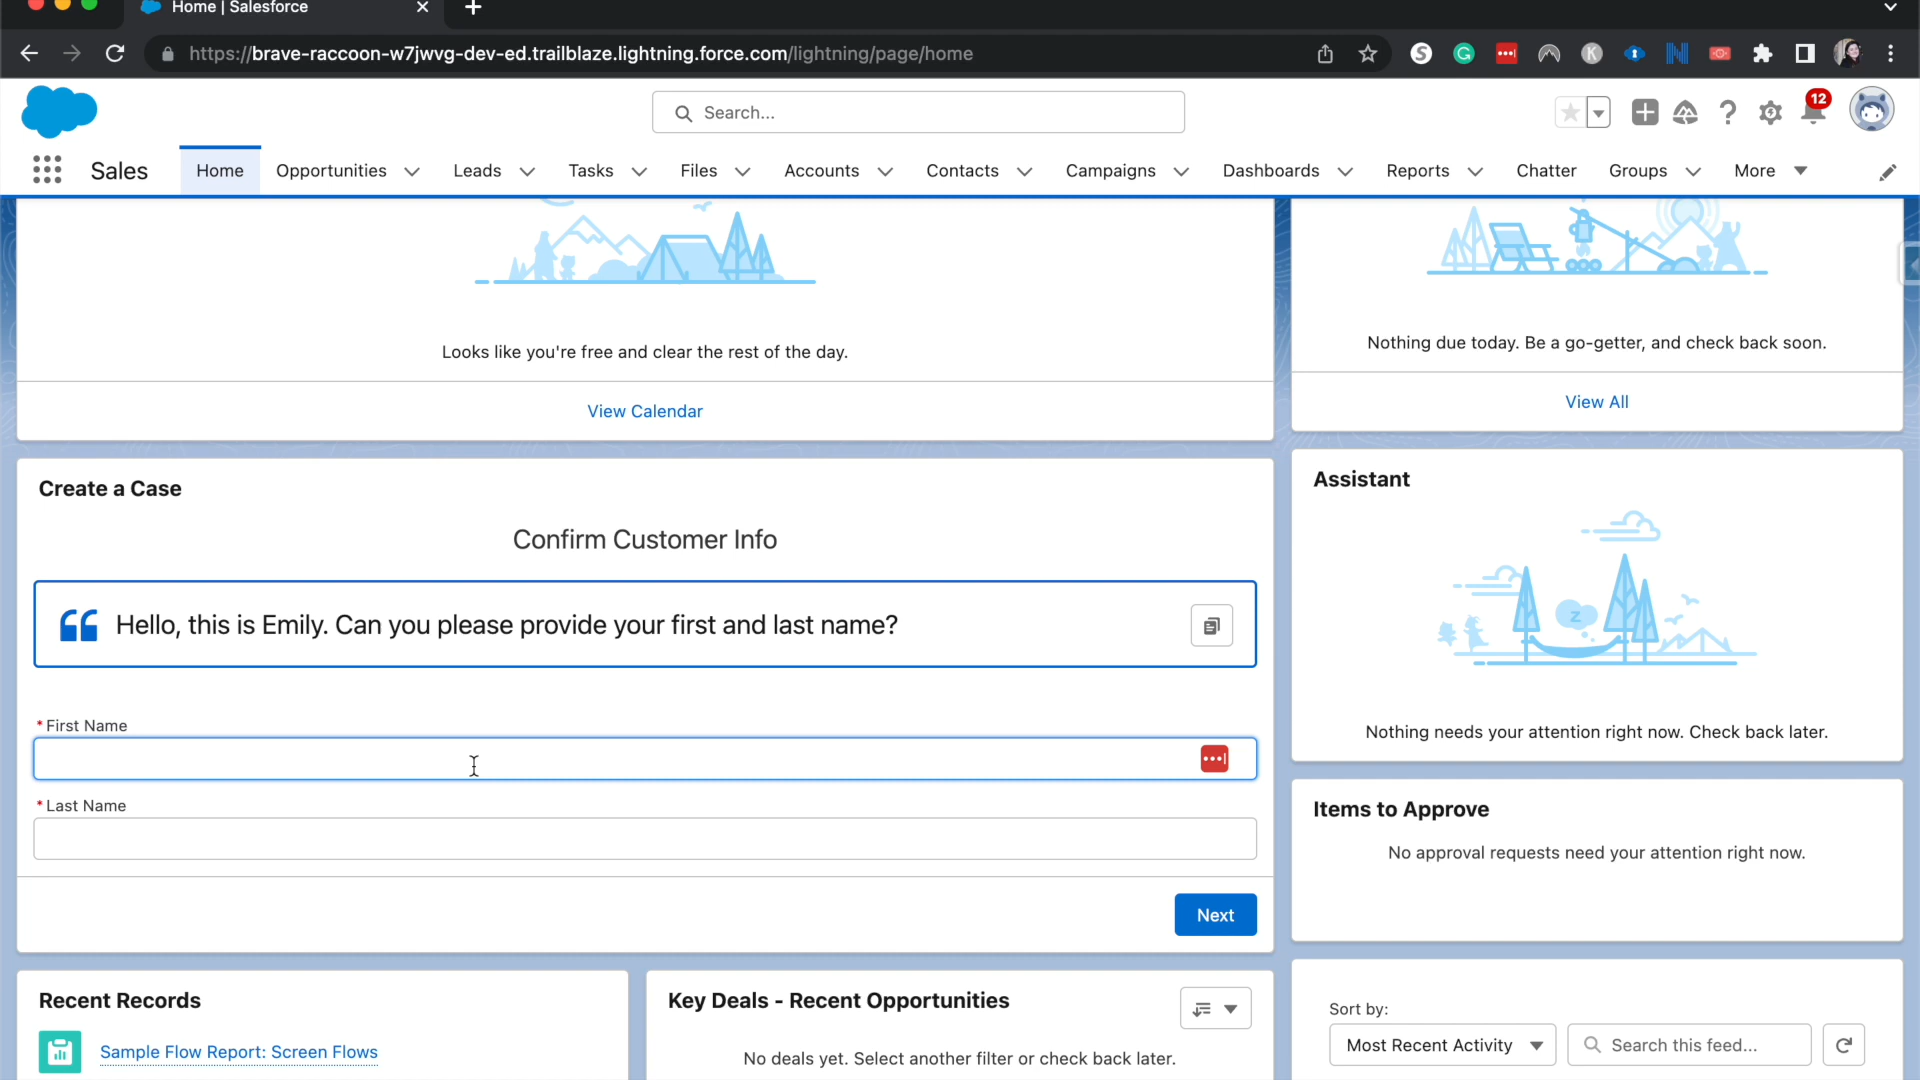 Home | Salesforce
https://brave-raccoon-w7jwvg-dev-ed.trailblaze.lightning.force.com/lightning/page/home
Search...
12
Sales
Home
Opportunities
Leads
Tasks
Files
Accounts
Contacts
Campaigns
Dashboards
Reports
Chatter
Groups
More
Looks like you're free and clear the rest of the day.
View Calendar
Nothing due today. Be a go-getter, and check back soon.
View All
Create a Case
Confirm Customer Info
Hello, this is Emily. Can you please provide your first and last name?
* First Name
* Last Name
Next
Assistant
Z
Nothing needs your attention right now. Check back later.
Items to Approve
No approval requests need your attention right now.
Recent Records
Sample Flow Report: Screen Flows
Key Deals - Recent Opportunities
No deals yet. Select another filter or check back later.
Sort by:
Most Recent Activity
Search this feed...